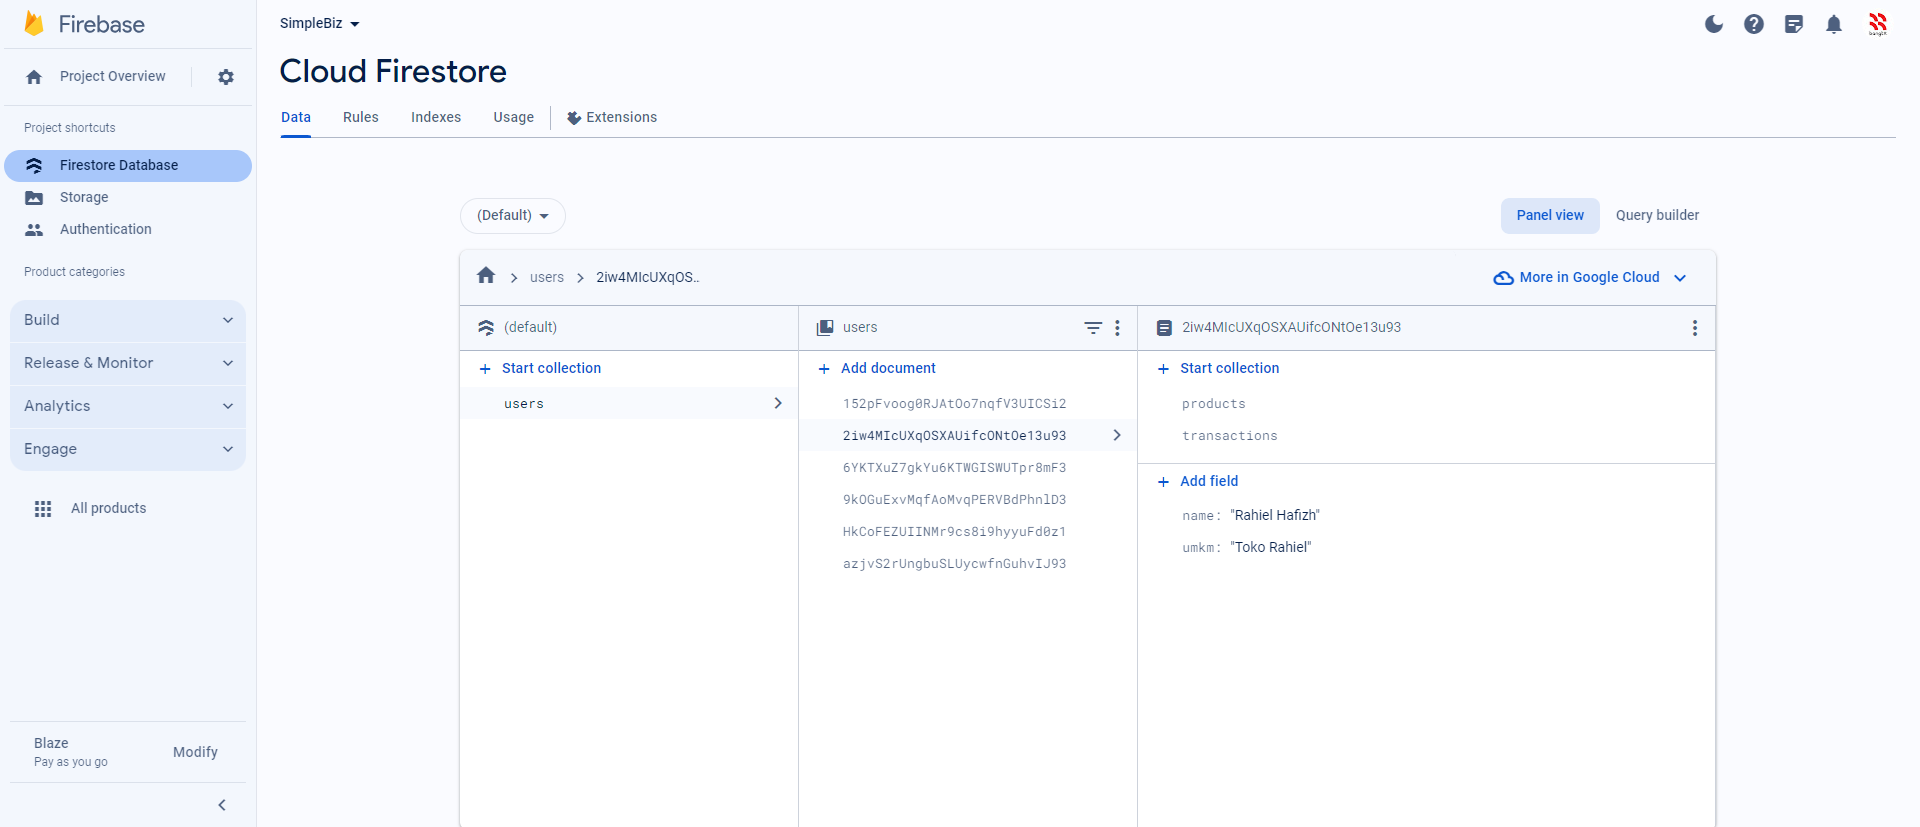 Firebase
Project Overview
Project shortcuts
Firestore Database
Storage
Authentication
Product categories
Build
Release & Monitor
Analytics
Engage
All products
Blaze
Pay as you go
Modify
SimpleBiz
Cloud Firestore
Data
Rules
Indexes
Usage
Extensions
(Default)
Panel view
Query builder
users
2iw4MIcUXqOS..
More in Google Cloud
(default)
Start collection
users
users
Add document
152pFvoog0RJAtOo7nqfV3UICSi2
2iw4MIcUXqOSXAUifcONtOe13u93
6YKTXuZ7gkYu6KTWGISWUTpr8mF3
9kOGuExvMqfAoMvqPERVBdPhnlD3
HkCoFEZUIINMr9cs8i9hyyuFd0z1
azjvS2rUngbuSLUycwfnGuhvIJ93
2iw4MIcUXqOSXAUifcONtOe13u93
Start collection
products
transactions
Add field
name: "Rahiel Hafizh"
umkm: "Toko Rahiel"